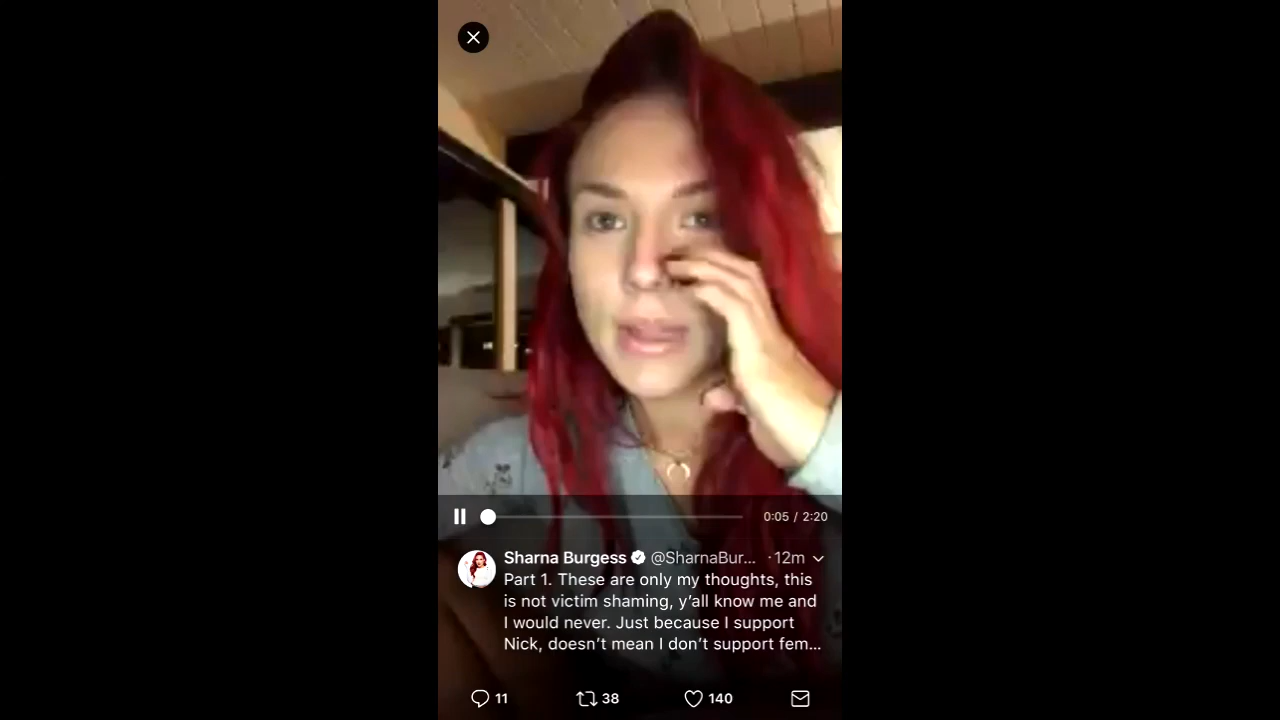 0:05 / 2:20
Sharna Burgess @SharnaBur... · 12m
Part 1. These are only my thoughts, this
is not victim shaming, y’all know me and
I would never. Just because I support
Nick, doesn’t mean I don’t support fem...
11 38 140